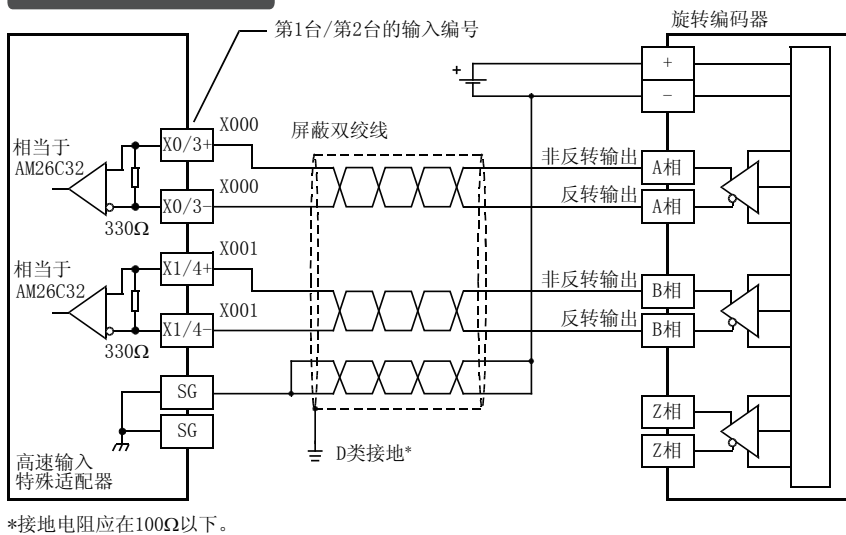 第1台/第2台的输入编号
旋转编码器
+
+
−
X000
屏蔽双绞线
相当于
AM26C32
X0/3+
非反转输出
A相
X000
反转输出
A相
X0/3-
330Ω
X001
相当于
AM26C32
X1/4+
非反转输出
B相
X001
反转输出
B相
X1/4-
330Ω
SG
Z相
SG
Z相
D类接地*
高速输入
特殊适配器
*接地电阻应在100Ω以下。